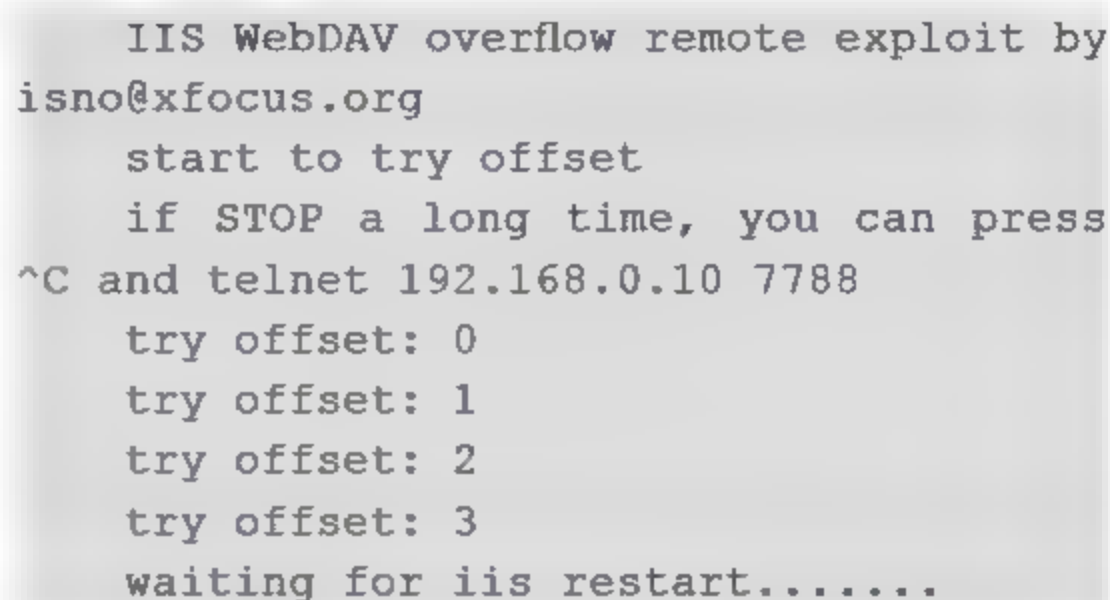 IIS WebDAV overflow remote exploit by
isno@xfocus.org
start to try offset
if STOP a long time, you can press
^C and telnet 192.168.0.10 7788
try offset: 0
try offset: 1
try offset: 2
try offset: 3
waiting for iis restart.......